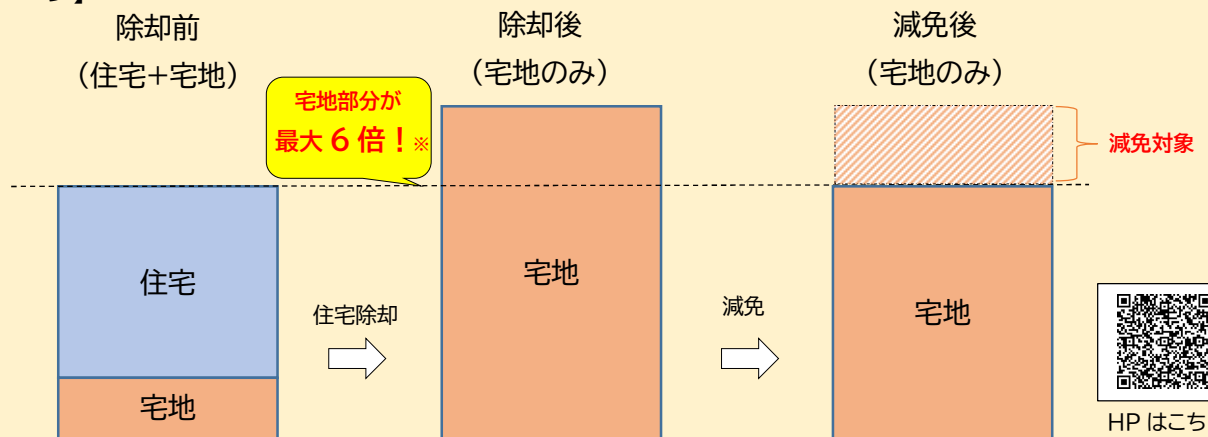 除却前
（住宅+宅地）
除却後
（宅地のみ）
減免後
（宅地のみ）
宅地部分が
最大 6 倍！※
減免対象
住宅
宅地
住宅除却
宅地
減免
宅地
HP はこち